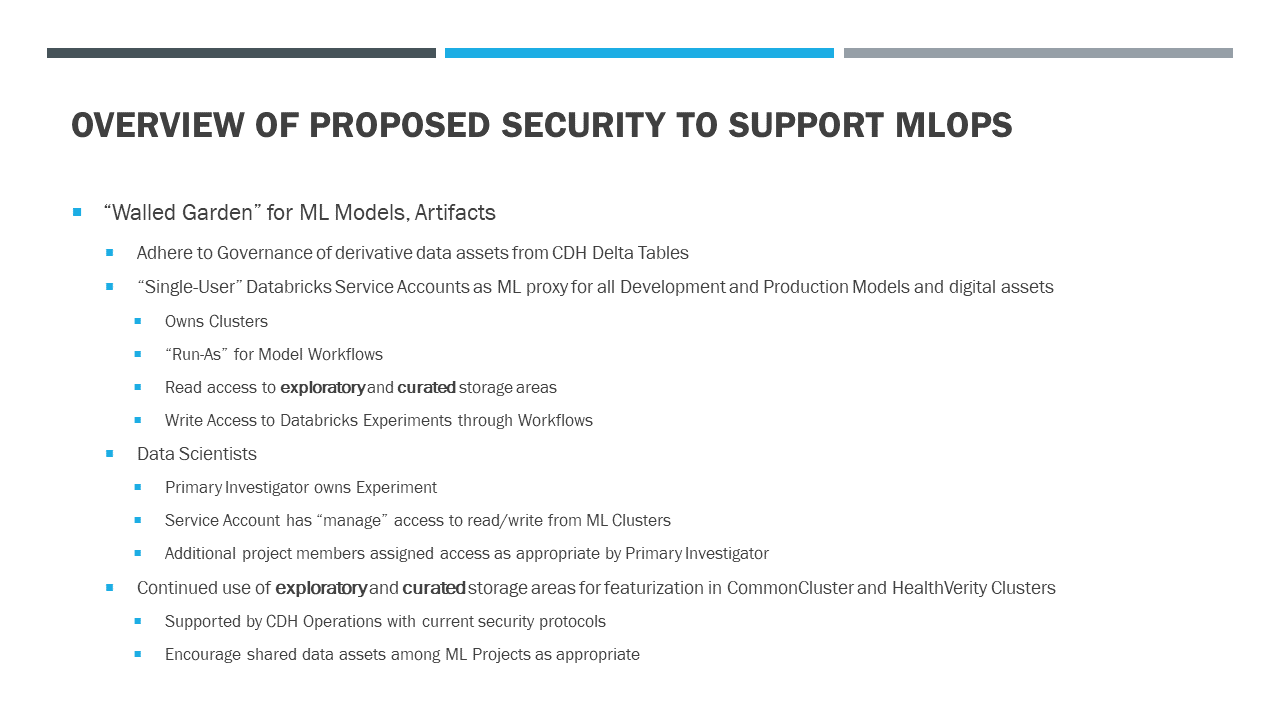 OVERVIEW OF PROPOSED SECURITY TO SUPPORT MLOPS
“Walled Garden” for ML Models, Artifacts
Adhere to Governance of derivative data assets from CDH Delta Tables
“Single-User” Databricks Service Accounts as ML proxy for all Development and Production Models and digital assets
Owns Clusters
“Run-As” for Model Workflows
Read access to exploratory and curated storage areas
Write Access to Databricks Experiments through Workflows
Data Scientists
Primary Investigator owns Experiment
Service Account has “manage” access to read/write from ML Clusters
Additional project members assigned access as appropriate by Primary Investigator
Continued use of exploratory and curated storage areas for featurization in CommonCluster and HealthVerity Clusters
Supported by CDH Operations with current security protocols
Encourage shared data assets among ML Projects as appropriate